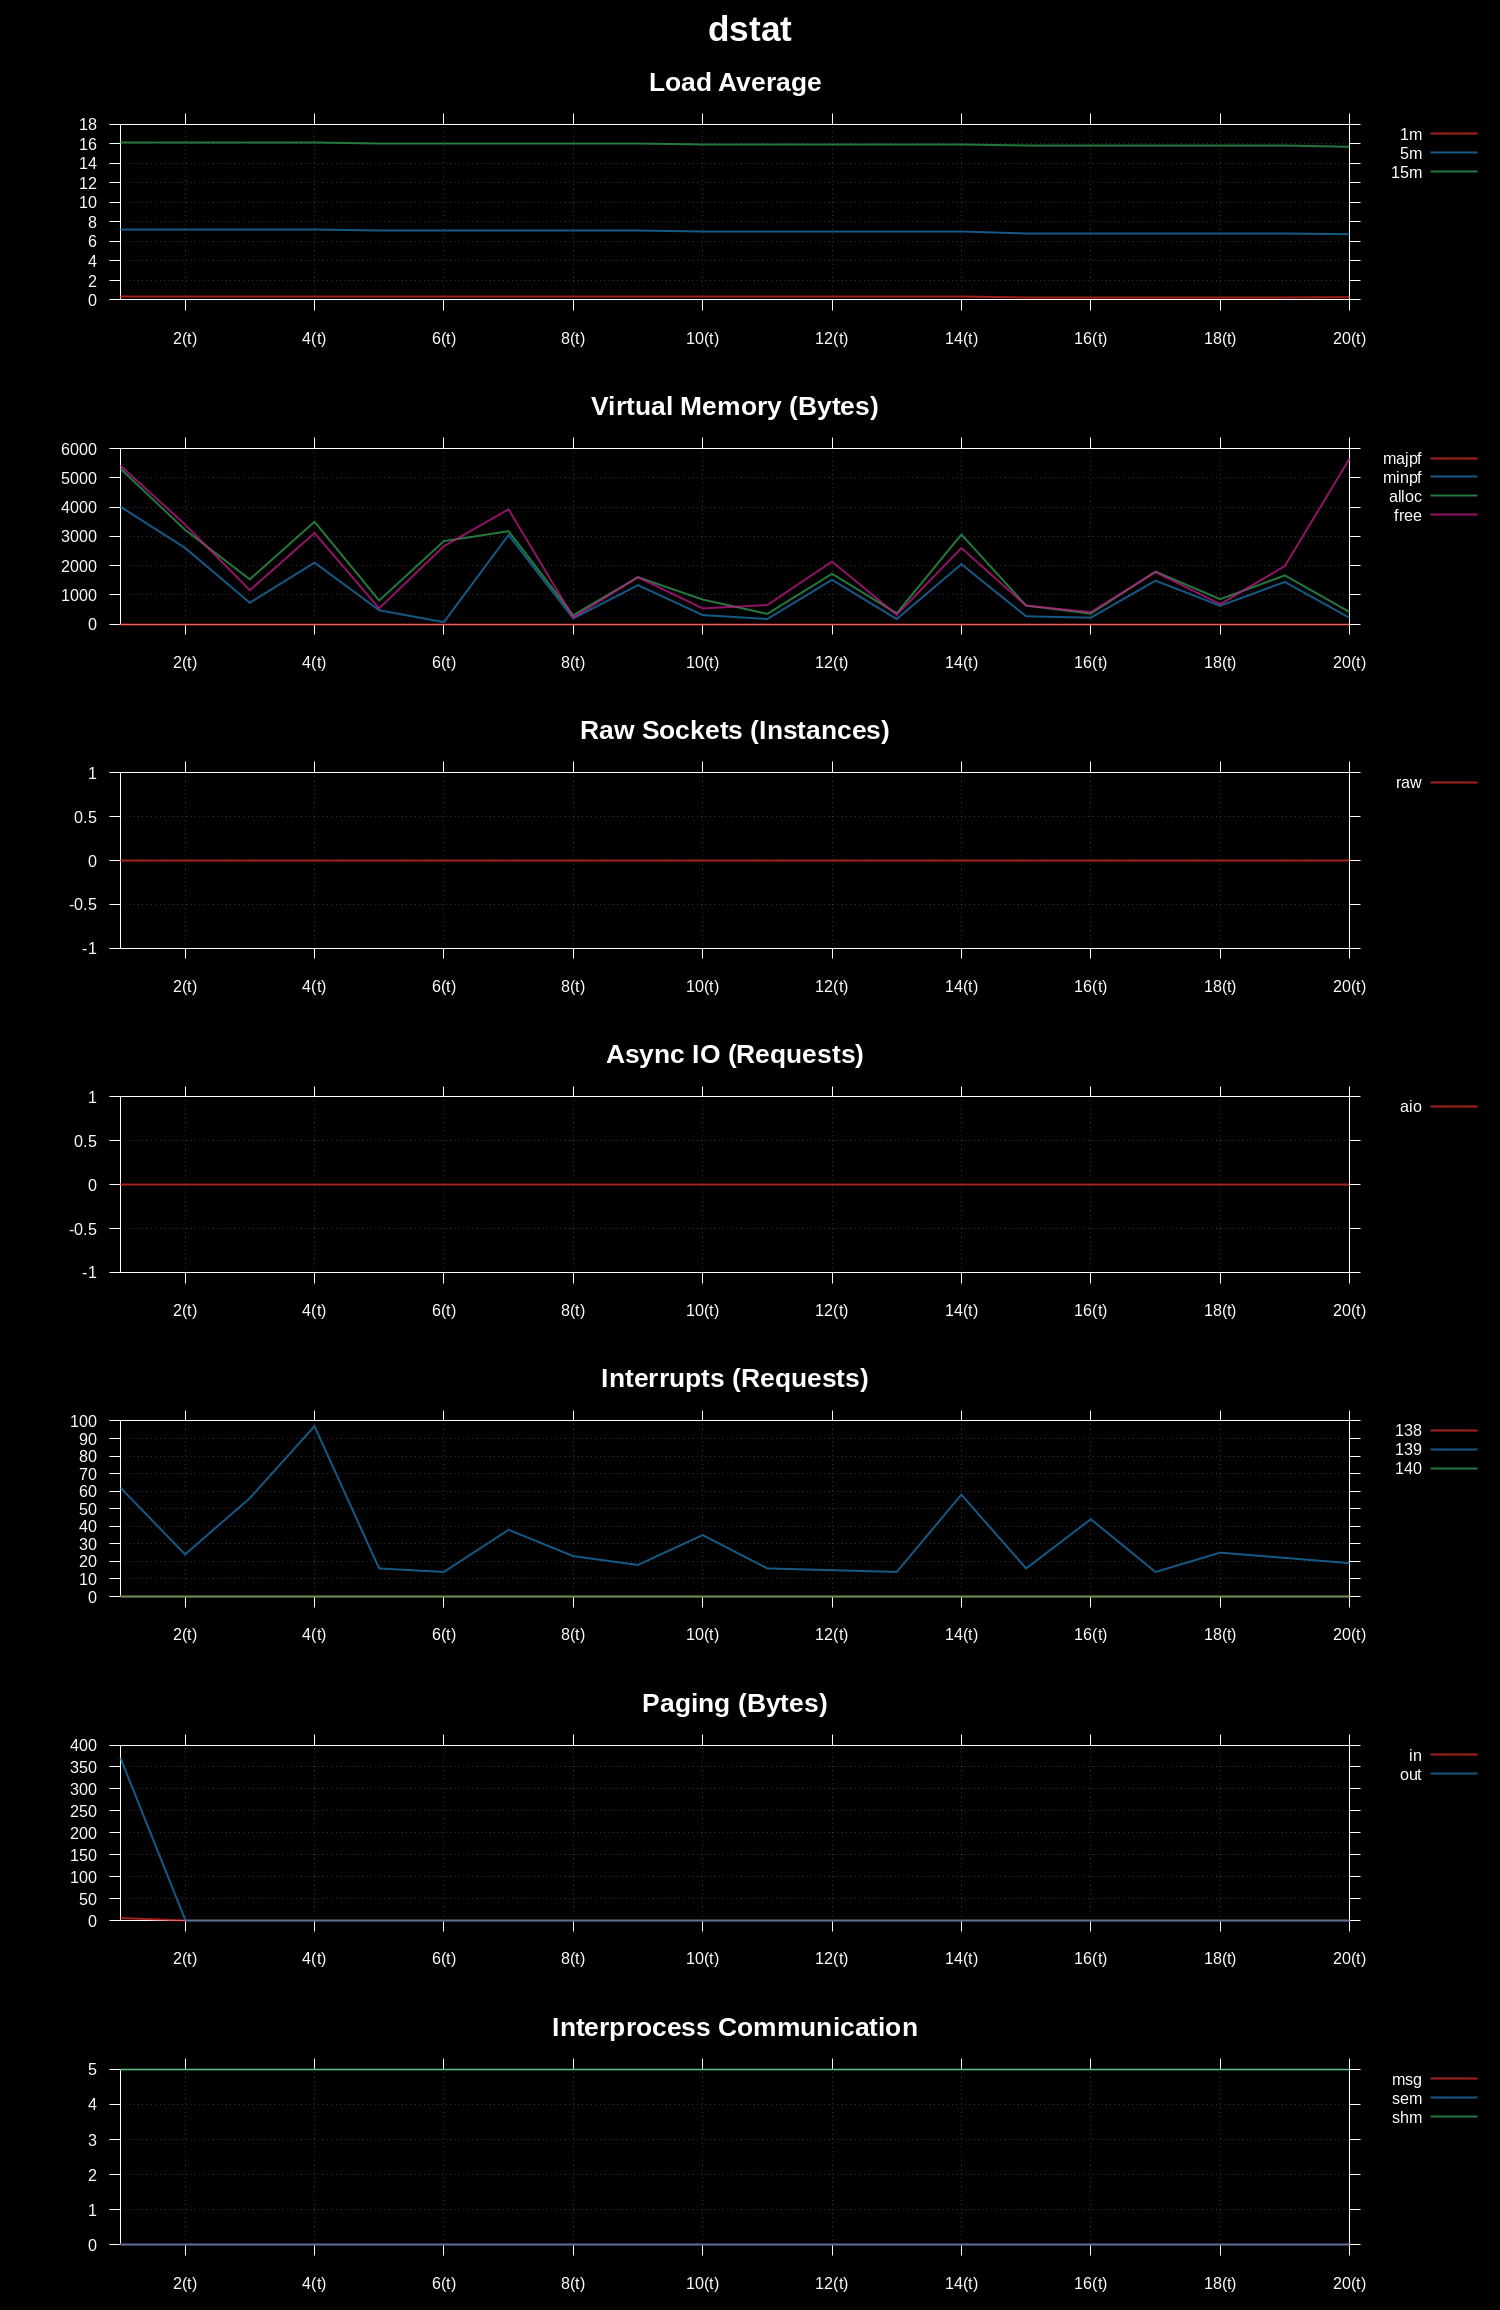 dstat
Load Average
18
16
14
12
10
8
6
4
2
0
2(t) 4(t) 6(t) 8(t) 10(t) 12(t) 14(t) 16(t) 18(t) 20(t)
1m
5m
15m
Virtual Memory (Bytes)
6000
5000
4000
3000
2000
1000
0
2(t) 4(t) 6(t) 8(t) 10(t) 12(t) 14(t) 16(t) 18(t) 20(t)
majpf
minpf
alloc
free
Raw Sockets (Instances)
1
0.5
0
-0.5
-1
2(t) 4(t) 6(t) 8(t) 10(t) 12(t) 14(t) 16(t) 18(t) 20(t)
raw
Async IO (Requests)
1
0.5
0
-0.5
-1
2(t) 4(t) 6(t) 8(t) 10(t) 12(t) 14(t) 16(t) 18(t) 20(t)
aio
Interrupts (Requests)
100
90
80
70
60
50
40
30
20
10
0
2(t) 4(t) 6(t) 8(t) 10(t) 12(t) 14(t) 16(t) 18(t) 20(t)
138
139
140
Paging (Bytes)
400
350
300
250
200
150
100
50
0
2(t) 4(t) 6(t) 8(t) 10(t) 12(t) 14(t) 16(t) 18(t) 20(t)
in
out
Interprocess Communication
5
4
3
2
1
0
2(t) 4(t) 6(t) 8(t) 10(t) 12(t) 14(t) 16(t) 18(t) 20(t)
msg
sem
shm